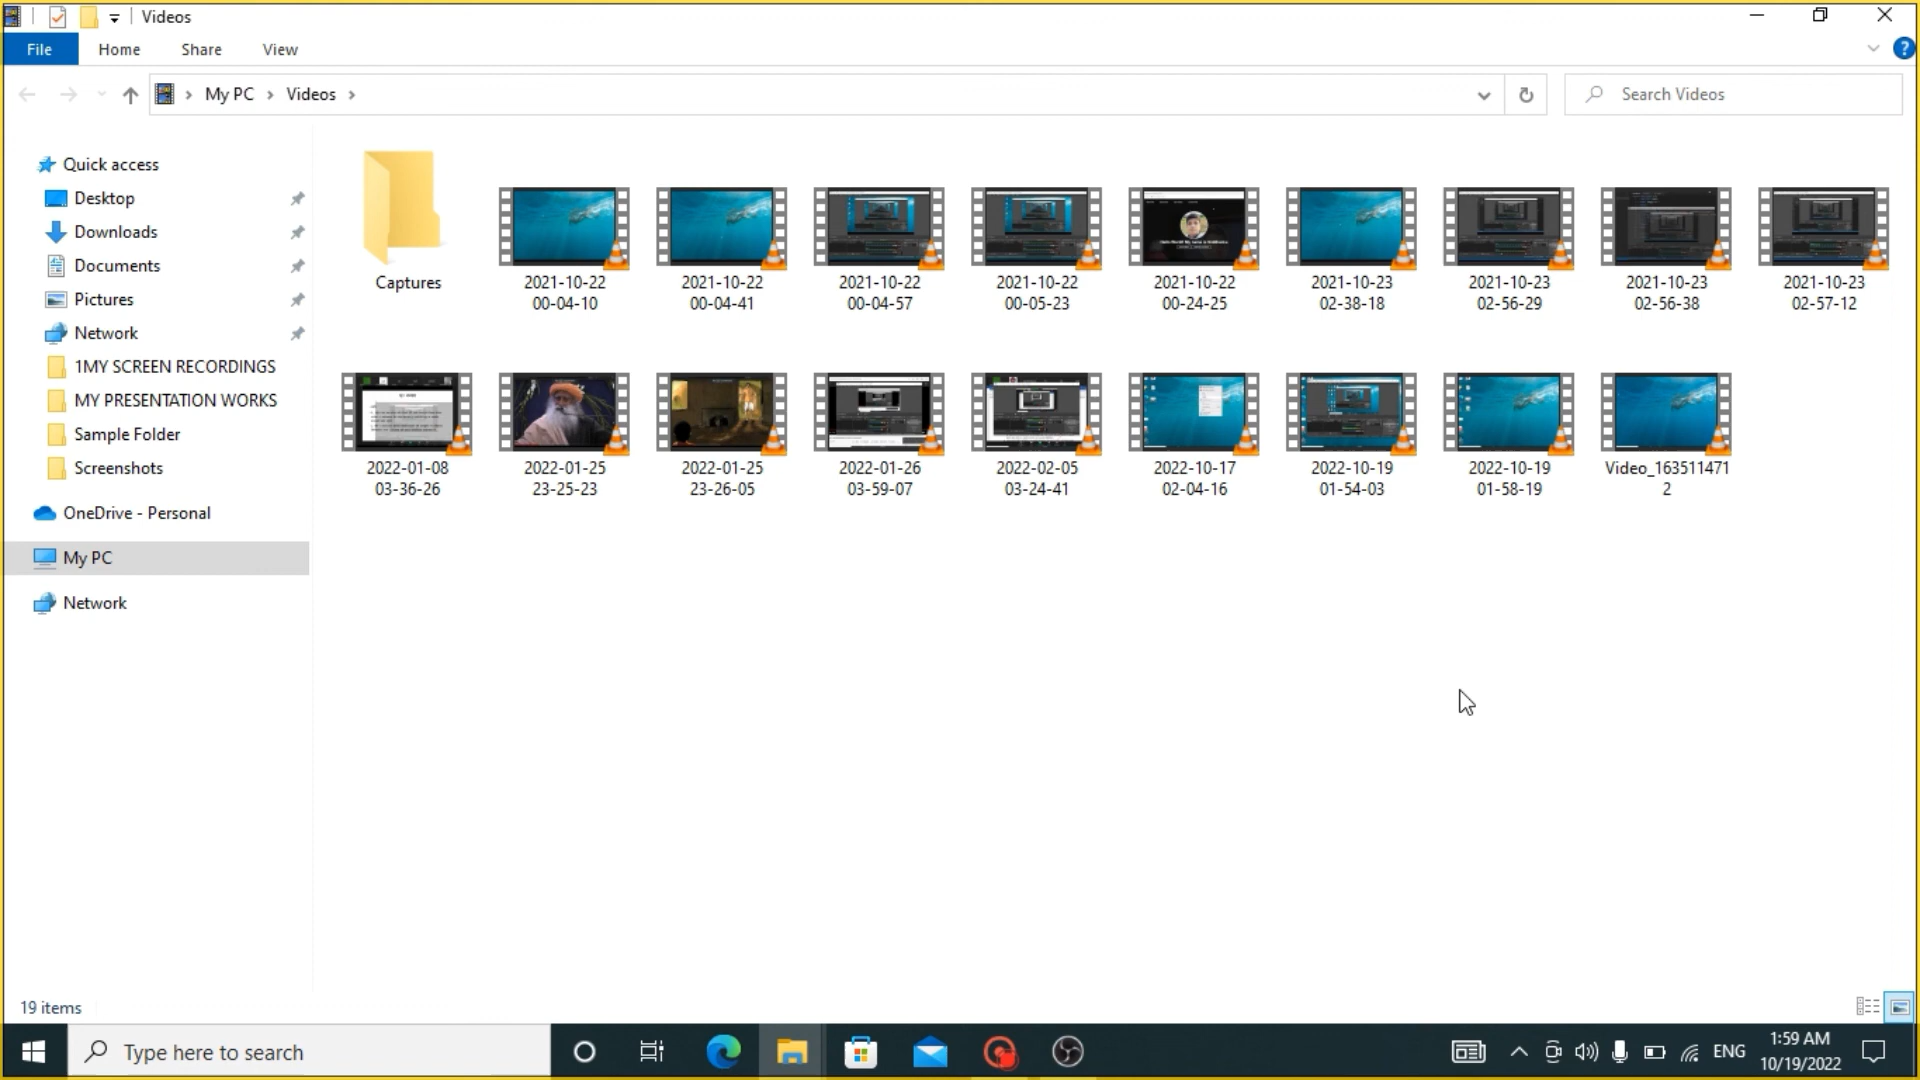 Videos
File Home Share View
My PC Videos
Search Videos
Quick access
Desktop
Downloads
Documents
Pictures
Network
1MY SCREEN RECORDINGS
MY PRESENTATION WORKS
Sample Folder
Screenshots
OneDrive - Personal
My PC
Network
Captures
2021-10-22
00-04-10
2021-10-22
00-04-41
2021-10-22
00-04-57
2021-10-22
00-05-23
2021-10-22
00-24-25
2021-10-23
02-38-18
2021-10-23
02-56-29
2021-10-23
02-56-38
2021-10-23
02-57-12
2022-01-08
03-36-26
2022-01-25
23-25-23
2022-01-25
23-26-05
2022-01-26
03-59-07
2022-02-05
03-24-41
2022-10-17
02-04-16
2022-10-19
01-54-03
2022-10-19
01-58-19
Video_163511471
2
19 items
Type here to search
ENG
1:59 AM
10/19/2022